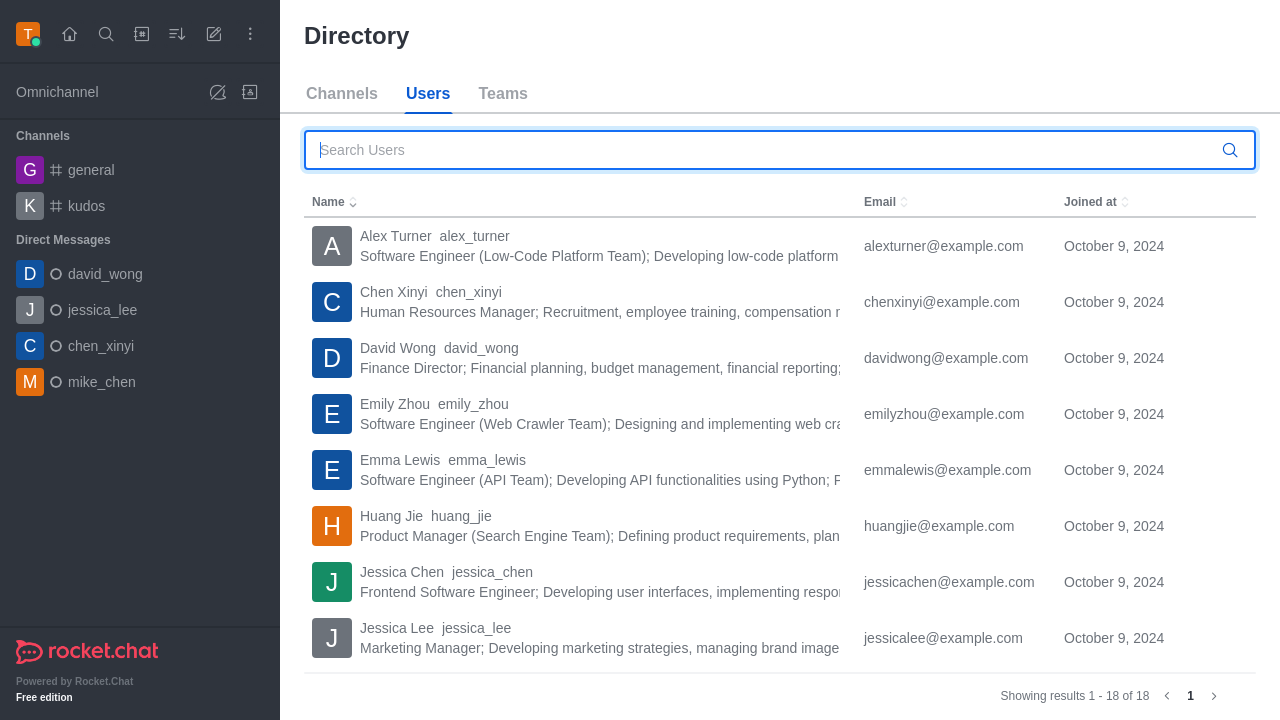 T
Directory
Omnichannel
Channels
G general
K kudos
Direct Messages
D david_wong
J jessica_lee
C chen_xinyi
M mike_chen
rocket.chat
Powered by Rocket.Chat
Free edition
Channels Users Teams
Search Users
Name Email Joined at
A Alex Turner alex_turner
Software Engineer (Low-Code Platform Team); Developing low-code platform
alexturner@example.com October 9, 2024
C Chen Xinyi chen_xinyi
Human Resources Manager; Recruitment, employee training, compensation
chenxinyi@example.com October 9, 2024
D David Wong david_wong
Finance Director; Financial planning, budget management, financial reporting;
davidwong@example.com October 9, 2024
E Emily Zhou emily_zhou
Software Engineer (Web Crawler Team); Designing and implementing web
emilyzhou@example.com October 9, 2024
E Emma Lewis emma_lewis
Software Engineer (API Team); Developing API functionalities using Python;
emmalewis@example.com October 9, 2024
H Huang Jie huang_jie
Product Manager (Search Engine Team); Defining product requirements, plan
huangjie@example.com October 9, 2024
J Jessica Chen jessica_chen
Frontend Software Engineer; Developing user interfaces, implementing
jessicachen@example.com October 9, 2024
J Jessica Lee jessica_lee
Marketing Manager; Developing marketing strategies, managing brand image
jessicalee@example.com October 9, 2024
Showing results 1 - 18 of 18 1